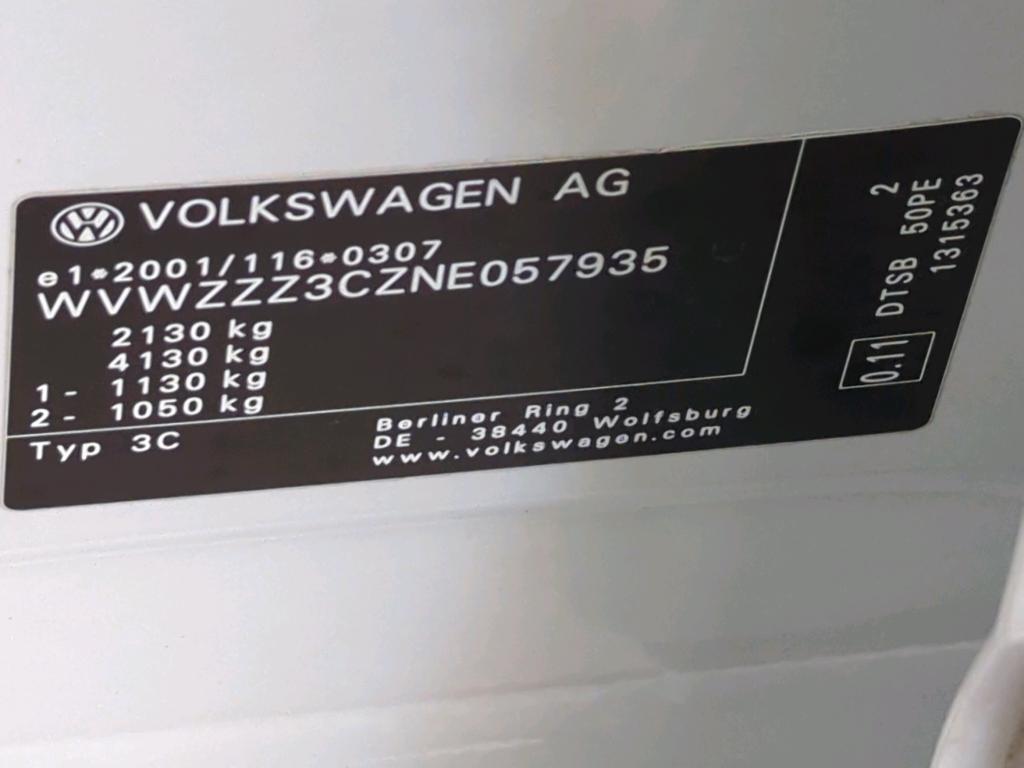 VOLKSWAGEN AG
e1*2001/116*0307
WVWZZZ3CZNE057935
2130 kg
4130 kg
1 - 1130 kg
2 - 1050 kg
Typ 3C
Berliner Ring 2
DE - 38440 Wolfsburg
www.volkswagen.com
0.11
DTSB 50PE 2
1315363